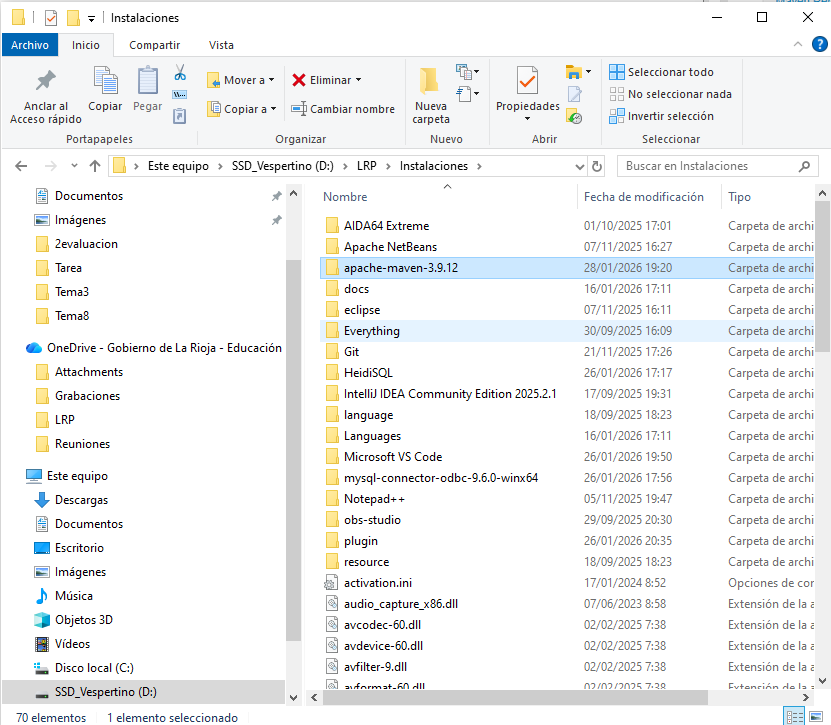 Instalaciones
Archivo Inicio Compartir Vista
Anclar al Acceso rápido
Copiar
Pegar
Mover a
Copiar a
Eliminar
Cambiar nombre
Nueva carpeta
Propiedades
Seleccionar todo
No seleccionar nada
Invertir selección
Portapapeles Organizar Nuevo Abrir Seleccionar
Este equipo > SSD_Vespertino (D:) > LRP > Instalaciones >
Buscar en Instalaciones
Documentos
Imágenes
2evaluacion
Tarea
Tema3
Tema8
OneDrive - Gobierno de La Rioja - Educación
Attachments
Grabaciones
LRP
Reuniones
Este equipo
Descargas
Documentos
Escritorio
Imágenes
Música
Objetos 3D
Vídeos
Disco local (C:)
SSD_Vespertino (D:)
Nombre Fecha de modificación Tipo
AIDA64 Extreme 01/10/2025 17:01 Carpeta de archi
Apache NetBeans 07/11/2025 16:27 Carpeta de archi
apache-maven-3.9.12 28/01/2026 19:20 Carpeta de archi
docs 16/01/2026 17:11 Carpeta de archi
eclipse 07/11/2025 16:11 Carpeta de archi
Everything 30/09/2025 16:09 Carpeta de archi
Git 21/11/2025 17:26 Carpeta de archi
HeidiSQL 26/01/2026 17:17 Carpeta de archi
IntelliJ IDEA Community Edition 2025.2.1 17/09/2025 19:31 Carpeta de archi
language 18/09/2025 18:23 Carpeta de archi
Languages 16/01/2026 17:11 Carpeta de archi
Microsoft VS Code 26/01/2026 19:50 Carpeta de archi
mysql-connector-odbc-9.6.0-winx64 26/01/2026 17:56 Carpeta de archi
Notepad++ 05/11/2025 19:47 Carpeta de archi
obs-studio 29/09/2025 20:30 Carpeta de archi
plugin 26/01/2026 20:35 Carpeta de archi
resource 18/09/2025 18:23 Carpeta de archi
activation.ini 17/01/2024 8:52 Opciones de cor
audio_capture_x86.dll 07/06/2023 8:58 Extensión de la a
avcodec-60.dll 02/02/2025 7:38 Extensión de la a
avdevice-60.dll 02/02/2025 7:38 Extensión de la a
avfilter-9.dll 02/02/2025 7:38 Extensión de la a
avformat-60.dll 02/02/2025 7:38 Extensión de la a
70 elementos 1 elemento seleccionado